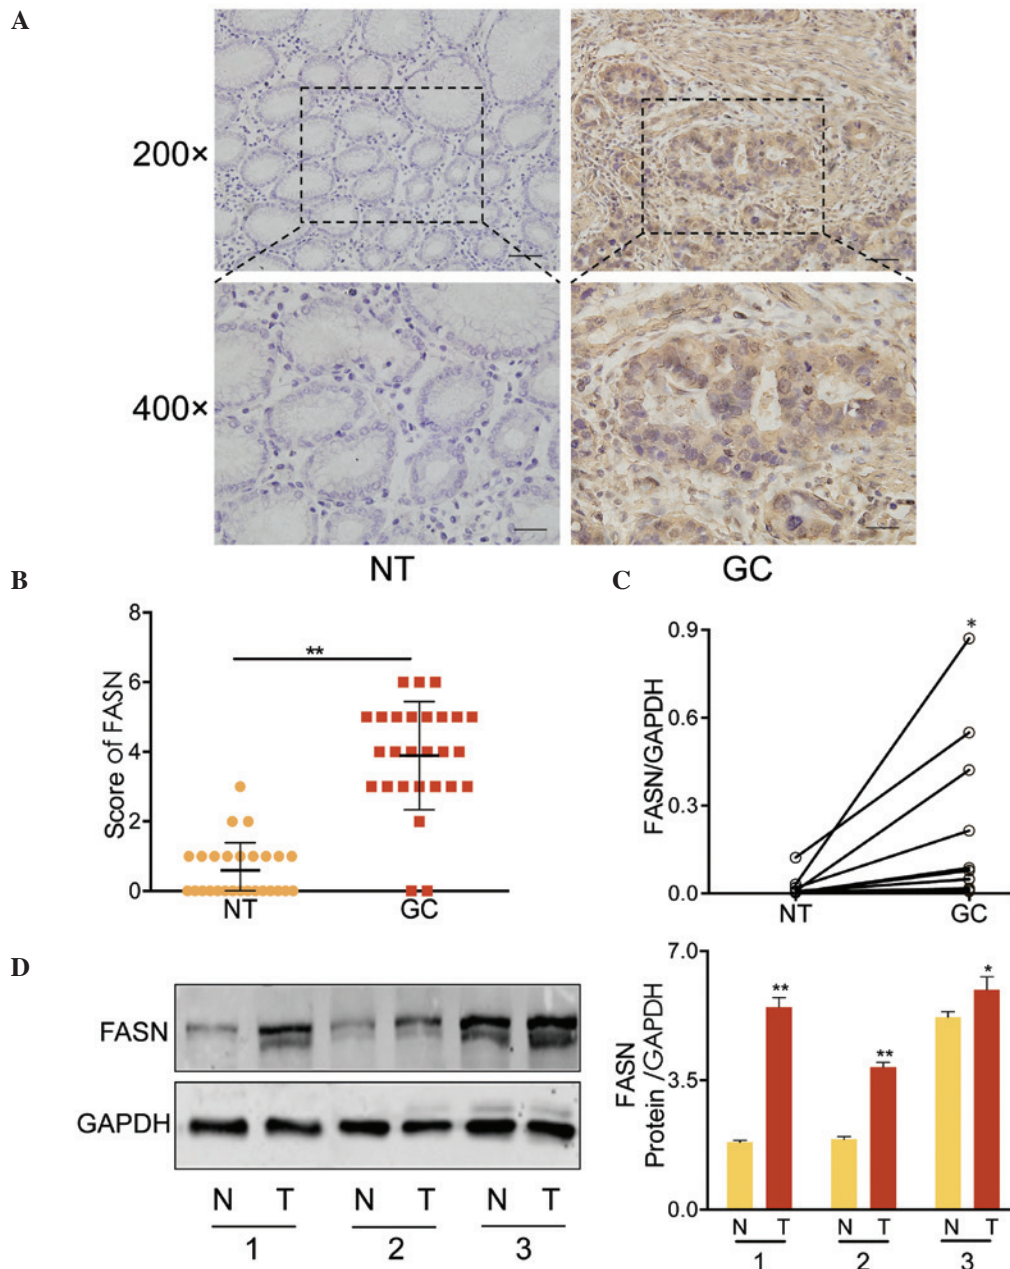 A
200×
400×
NT
GC
B
8
6
4
2
0
Score of FASN
**
NT
GC
C
0.9
0.6
0.3
0.0
FASN/GAPDH
*
NT
GC
D
FASN
GAPDH
N T N T N T
1 2 3
7.0
3.5
0.0
FASN
Protein /GAPDH
**
**
*
N T N T N T
1 2 3